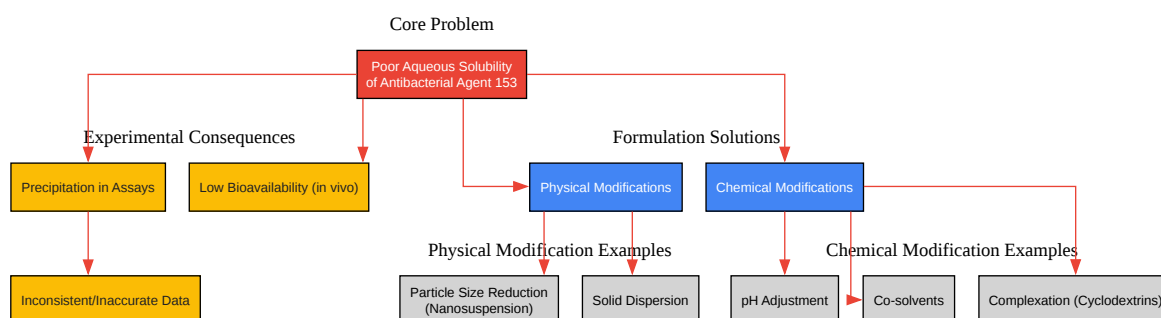 Core Problem
Poor Aqueous Solubility
of Antibacterial Agent 153
Experimental Consequences
Formulation Solutions
Precipitation in Assays
Low Bioavailability (in vivo)
Physical Modifications
Chemical Modifications
Physical Modification Examples
Chemical Modification Examples
Inconsistent/Inaccurate Data
Particle Size Reduction
(Nanosuspension)
Solid Dispersion
pH Adjustment
Co-solvents
Complexation (Cyclodextrins)